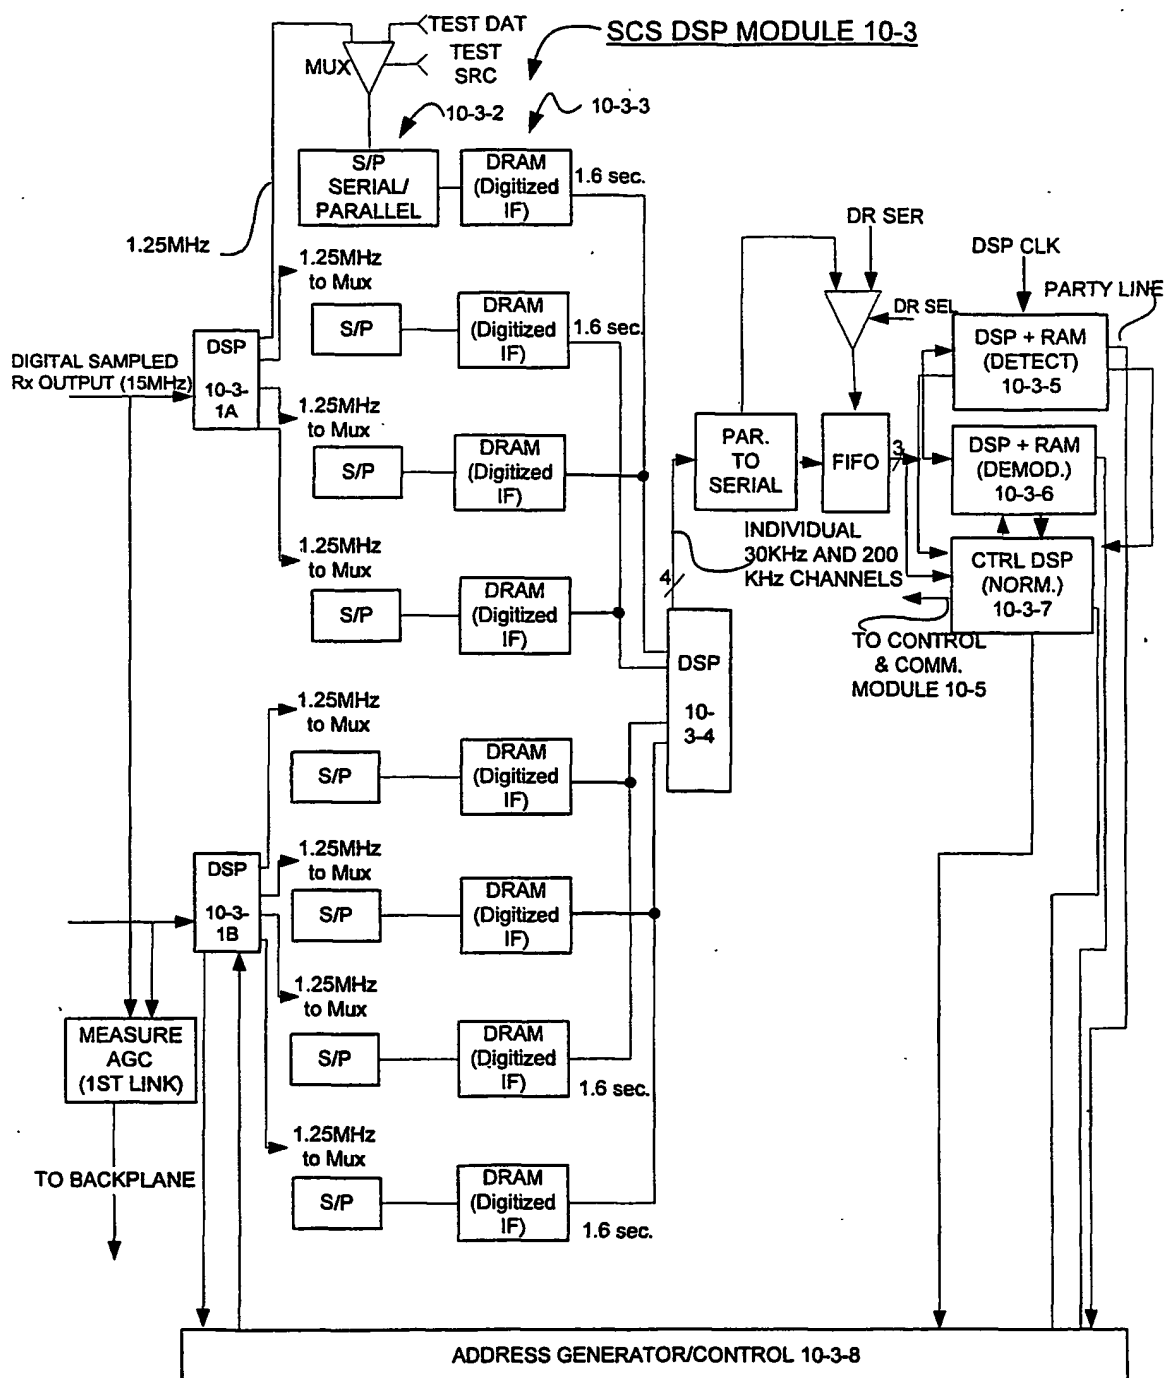 TEST DAT
SCS DSP MODULE 10-3
MUX
TEST
SRC
10-3-2
10-3-3
S/P
SERIAL/
PARALLEL
DRAM
(Digitized
IF)
1.6 sec.
1.25MHz
DR SER
DSP CLK
1.25MHz
to Mux
PARTY LINE
S/P
DRAM
(Digitized
IF)
1.6 sec.
DR SEL
DSP + RAM
(DETECT)
10-3-5
DIGITAL SAMPLED
Rx OUTPUT (15MHz)
DSP
10-3-
1A
1.25MHz
to Mux
S/P
DRAM
(Digitized
IF)
PAR.
TO
SERIAL
FIFO
3
DSP + RAM
(DEMOD.)
10-3-6
1.25MHz
to Mux
S/P
DRAM
(Digitized
IF)
INDIVIDUAL
30KHz AND 200
KHz CHANNELS
4
CTRL DSP
(NORM.)
10-3-7
TO CONTROL
& COMM.
MODULE 10-5
DSP
10-
3-4
1.25MHz
to Mux
S/P
DRAM
(Digitized
IF)
DSP
10-3-
1B
1.25MHz
to Mux
S/P
DRAM
(Digitized
IF)
1.25MHz
to Mux
S/P
DRAM
(Digitized
IF)
1.6 sec.
MEASURE
AGC
(1ST LINK)
1.25MHz
to Mux
S/P
DRAM
(Digitized
IF)
1.6 sec.
TO BACKPLANE
ADDRESS GENERATOR/CONTROL 10-3-8